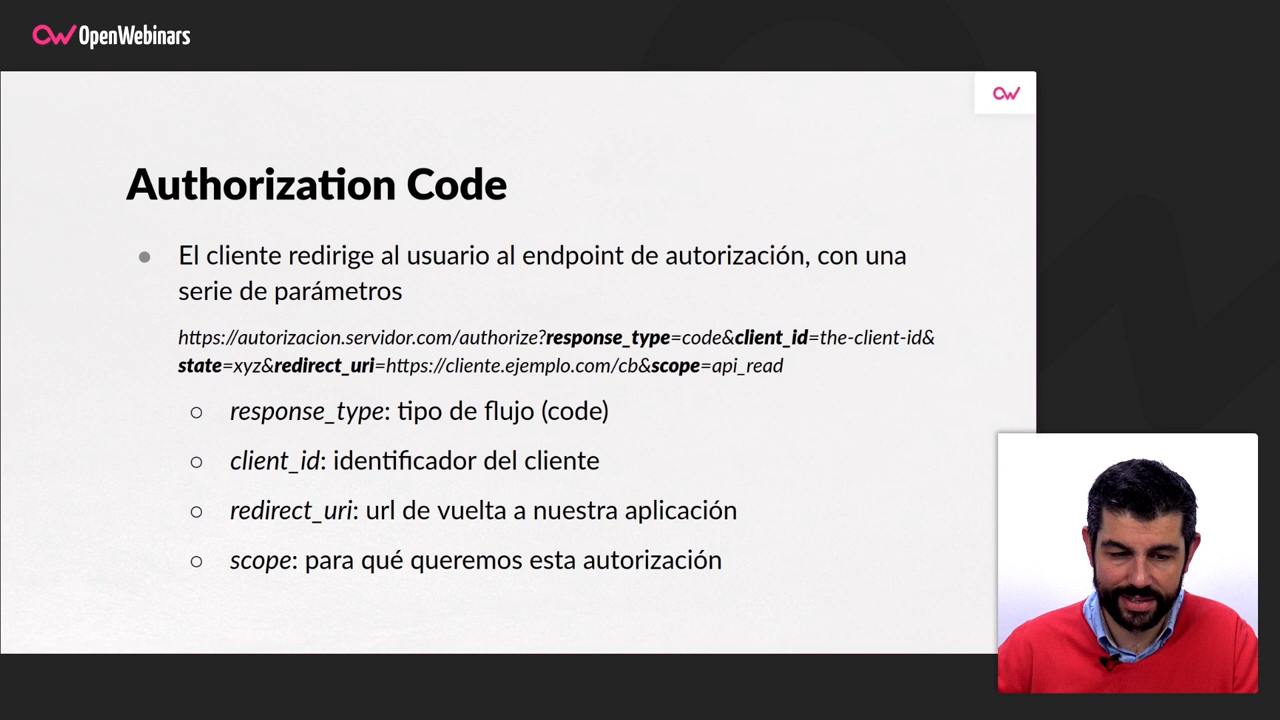 OpenWebinars
Authorization Code
El cliente redirige al usuario al endpoint de autorización, con una
serie de parámetros
https://autorizacion.servidor.com/authorize?response_type=code&client_id=the-client-id&
state=xyz&redirect_uri=https://cliente.ejemplo.com/cb&scope=api_read
response_type: tipo de flujo (code)
client_id: identificador del cliente
redirect_uri: url de vuelta a nuestra aplicación
scope: para qué queremos esta autorización